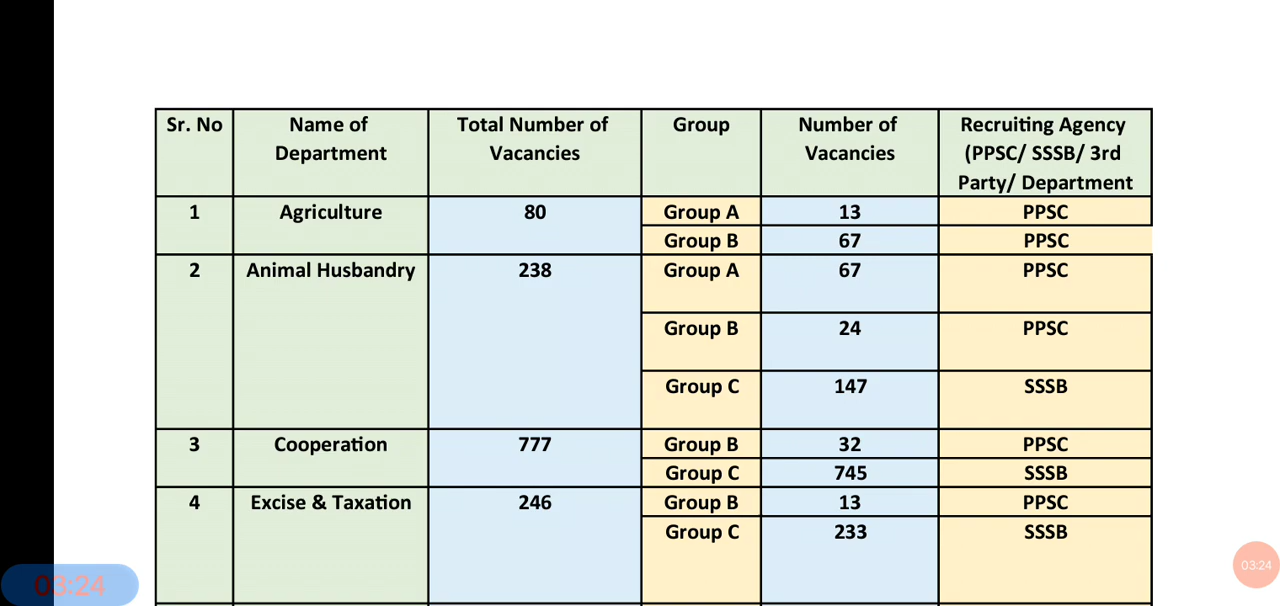 Sr. No | Name of Department | Total Number of Vacancies | Group | Number of Vacancies | Recruiting Agency (PPSC/ SSSB/ 3rd Party/ Department
1 | Agriculture | 80 | Group A | 13 | PPSC
Group B | 67 | PPSC
2 | Animal Husbandry | 238 | Group A | 67 | PPSC
Group B | 24 | PPSC
Group C | 147 | SSSB
3 | Cooperation | 777 | Group B | 32 | PPSC
Group C | 745 | SSSB
4 | Excise & Taxation | 246 | Group B | 13 | PPSC
Group C | 233 | SSSB
03:24
03:24